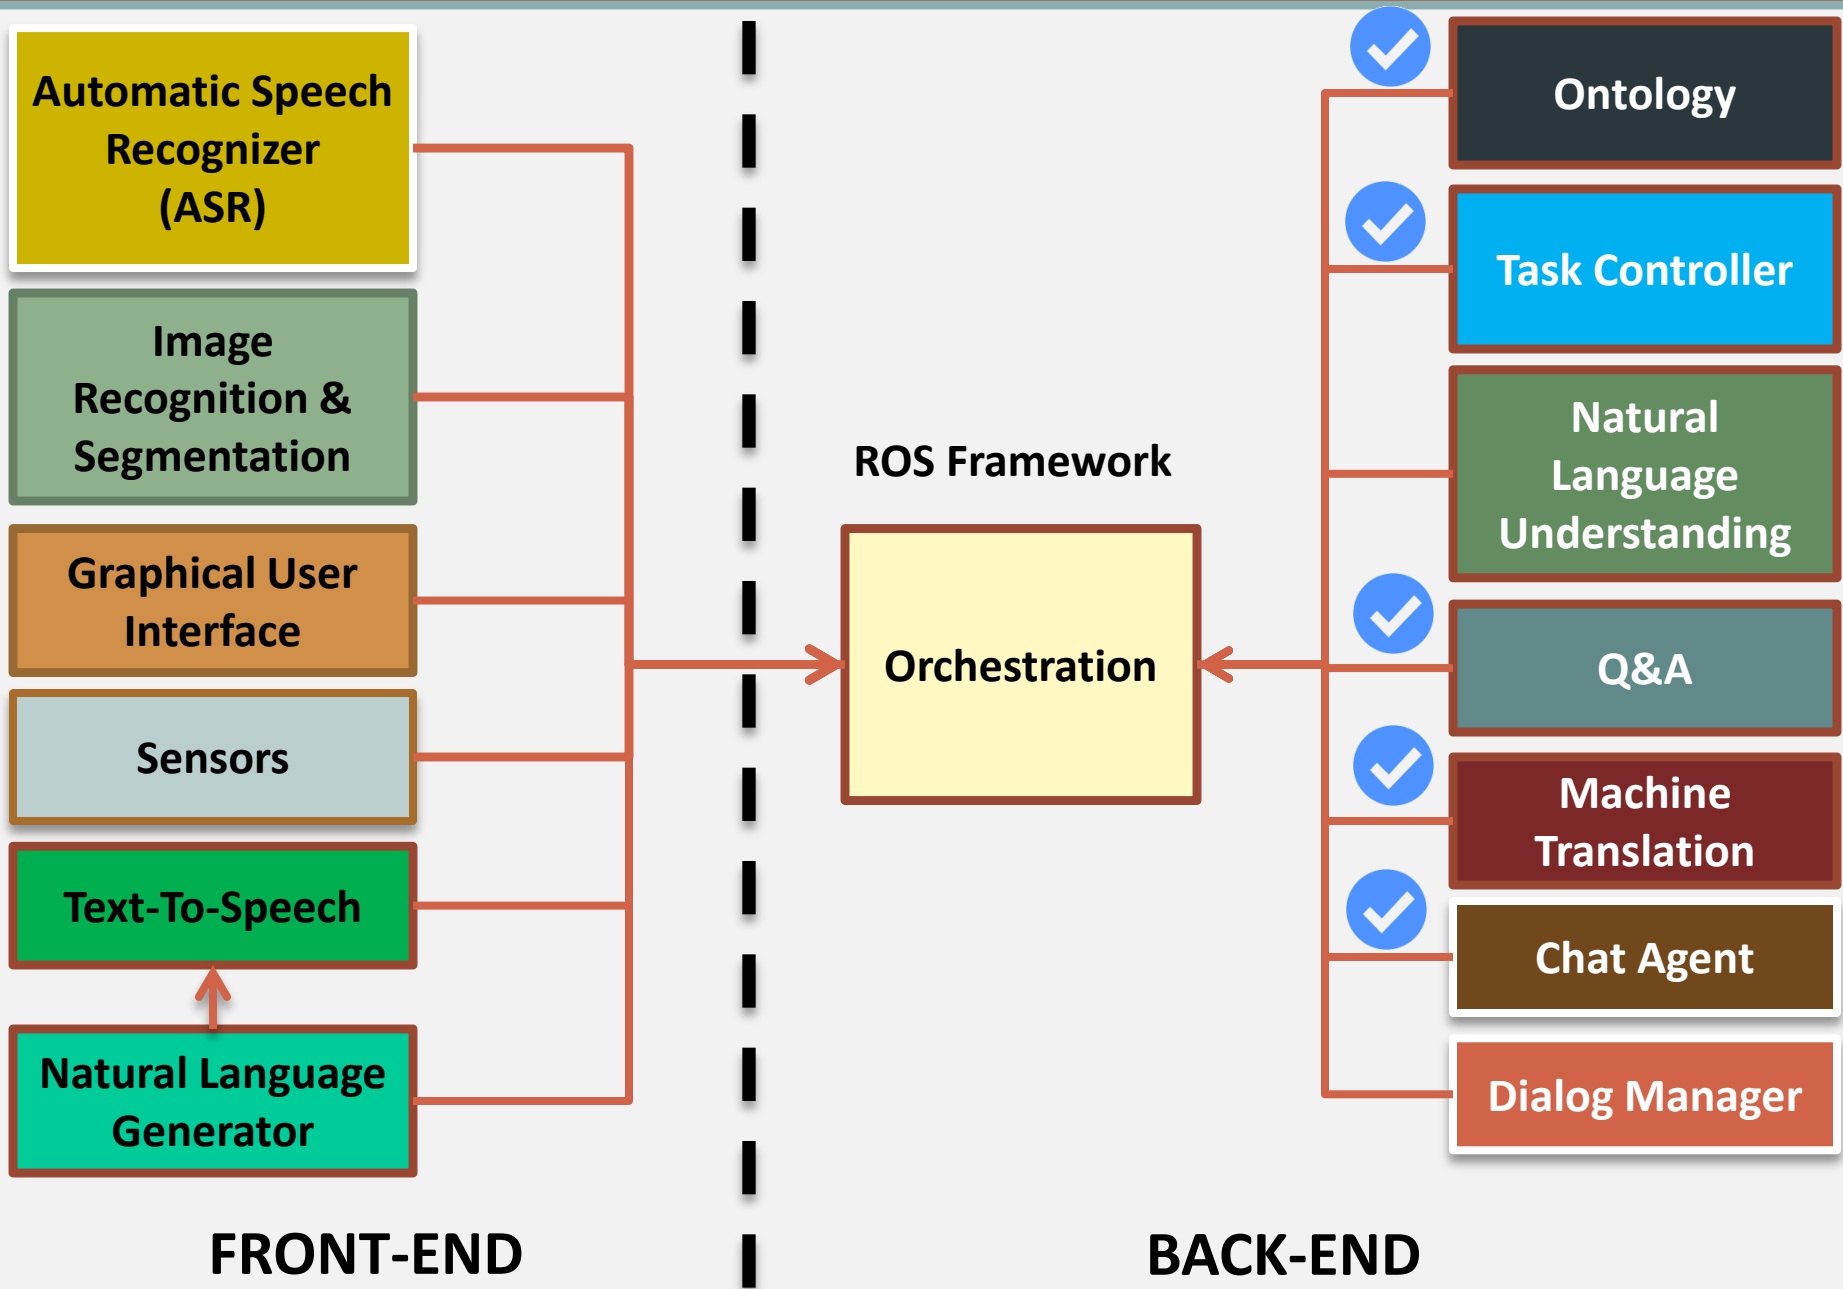 Automatic Speech
Recognizer
(ASR)
Image
Recognition &
Segmentation
Graphical User
Interface
Sensors
Text-To-Speech
Natural Language
Generator
FRONT-END
ROS Framework
Orchestration
Ontology
Task Controller
Natural
Language
Understanding
Q&A
Machine
Translation
Chat Agent
Dialog Manager
BACK-END